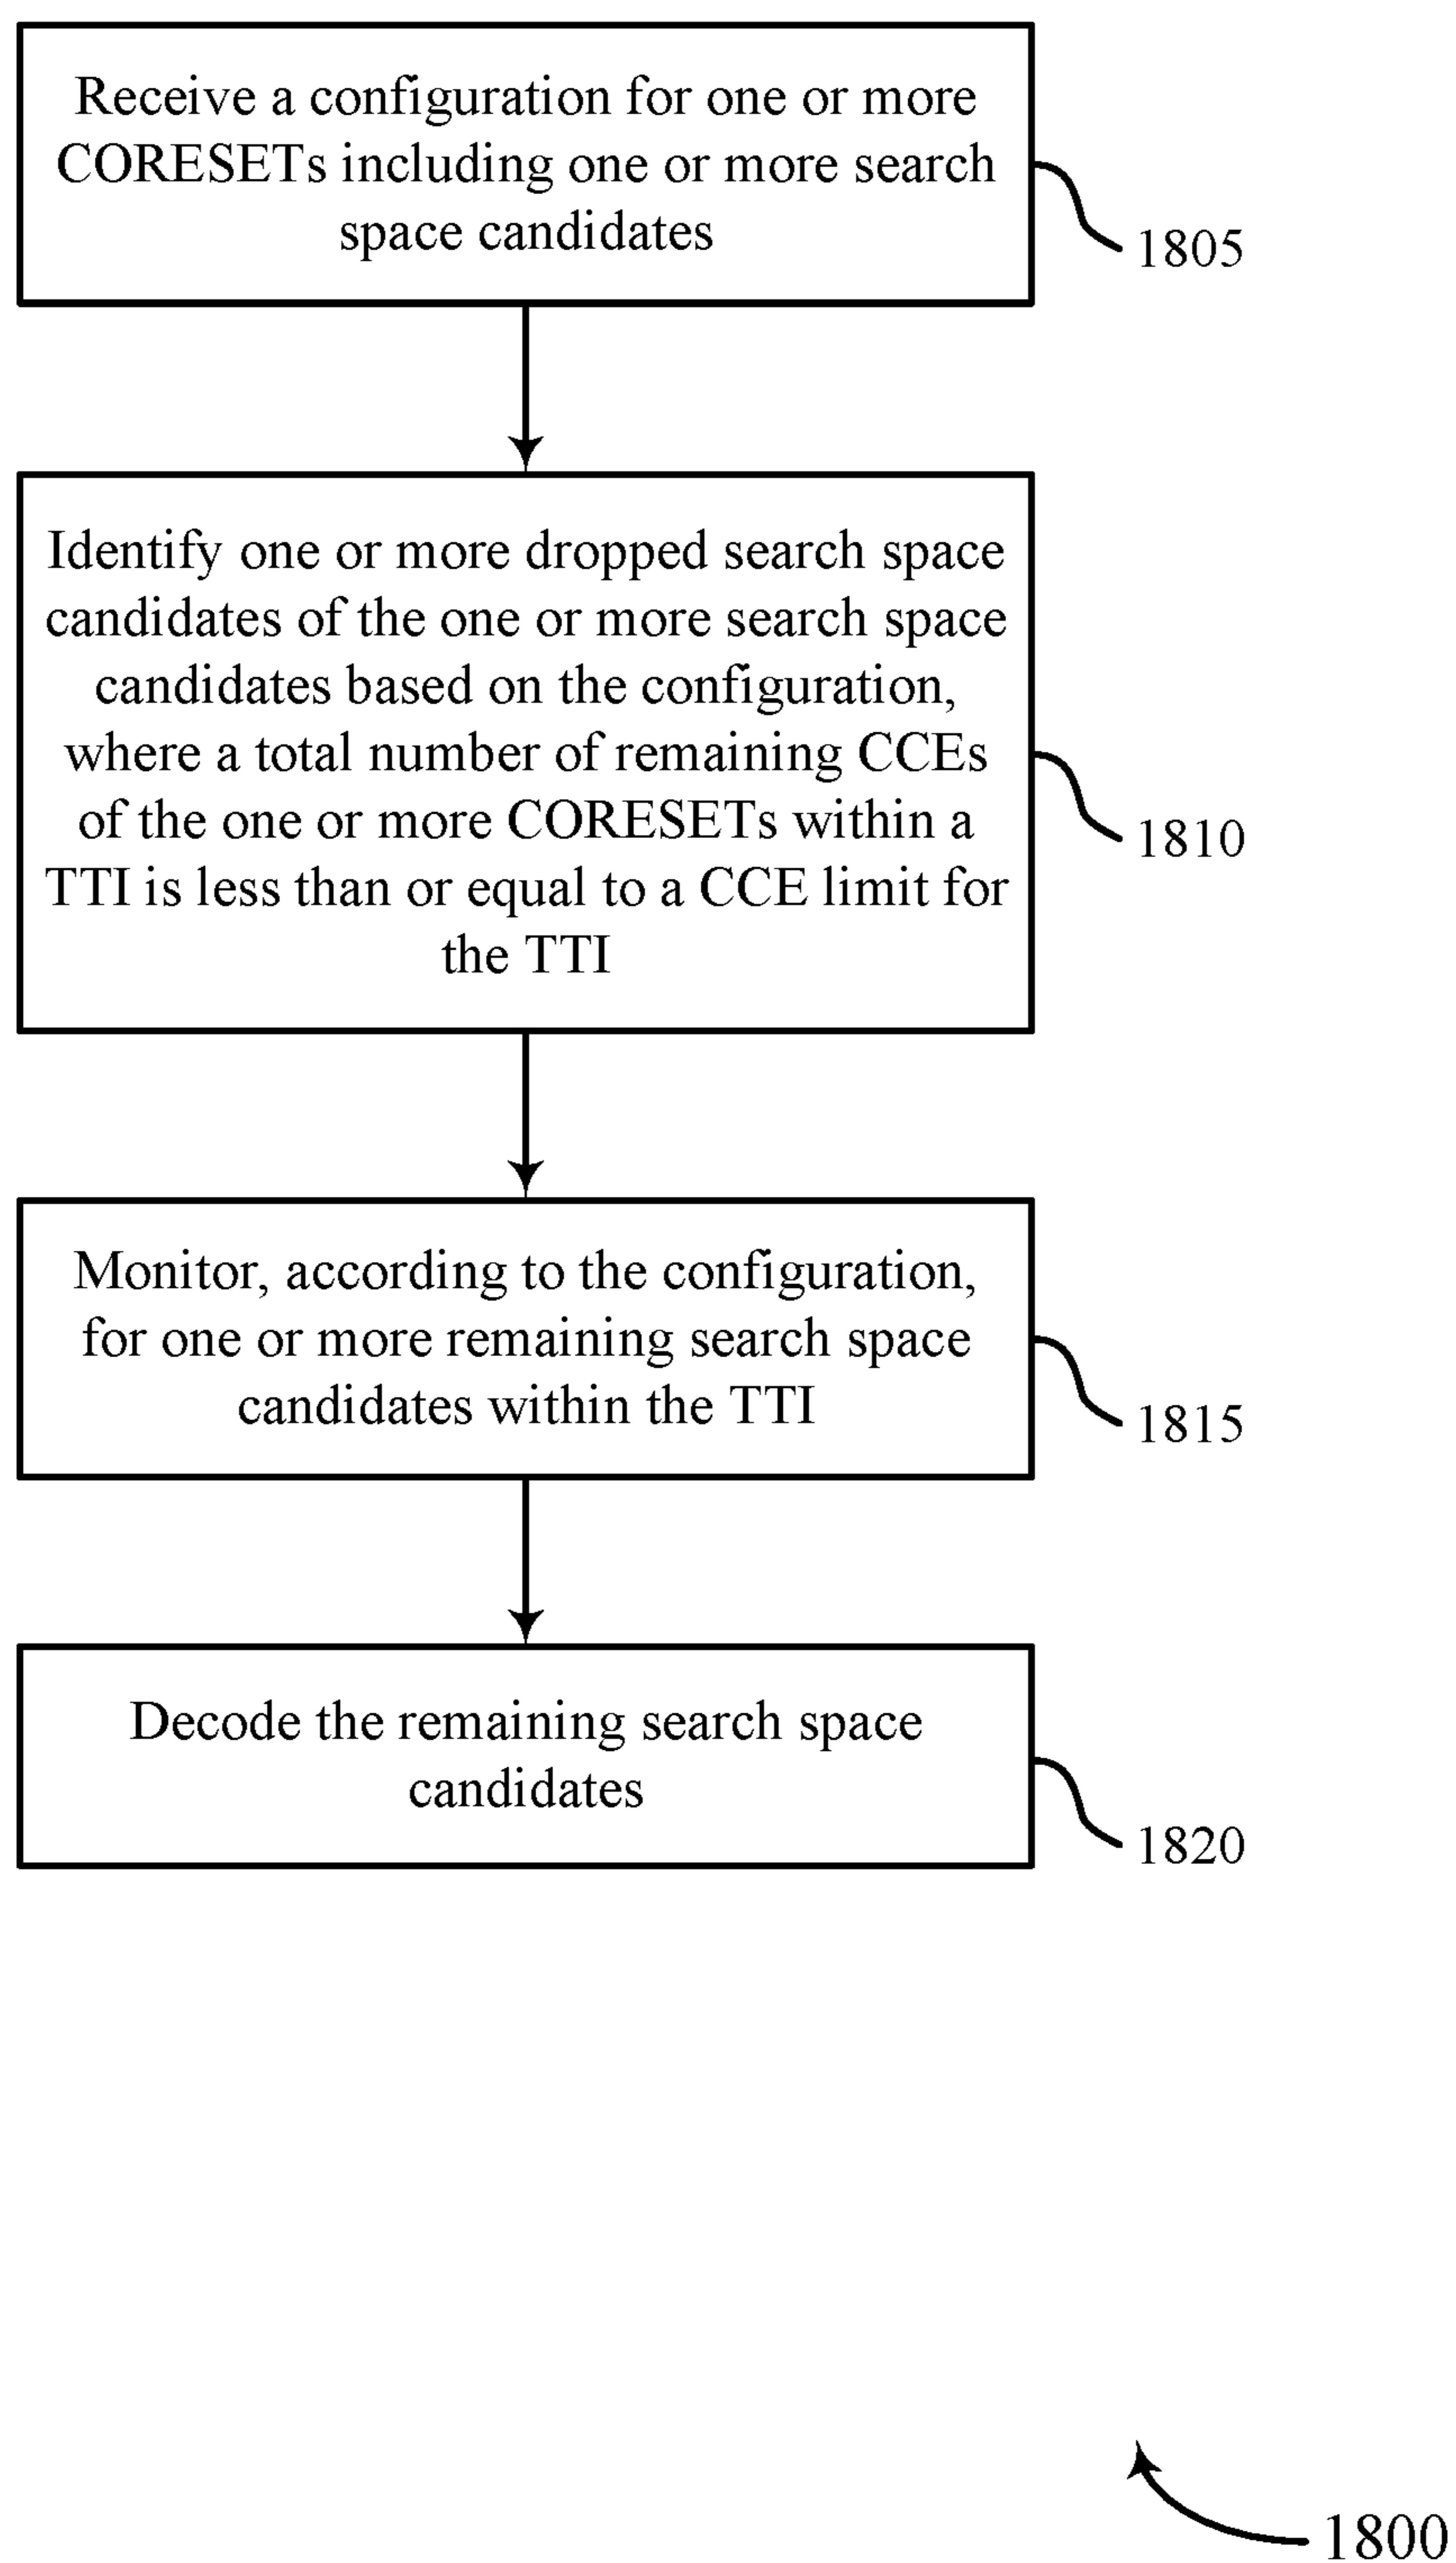 Receive a configuration for one or more
CORESETs including one or more search
space candidates
1805
Identify one or more dropped search space
candidates of the one or more search space
candidates based on the configuration,
where a total number of remaining CCEs
of the one or more CORESETs within a
TTI is less than or equal to a CCE limit for
the TTI
1810
Monitor, according to the configuration,
for one or more remaining search space
candidates within the TTI
1815
Decode the remaining search space
candidates
1820
1800